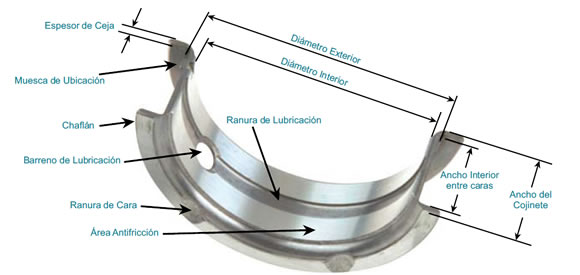 Espesor de Ceja
Diámetro Exterior
Diámetro Interior
Muesca de Ubicación
Chaflán
Ranura de Lubricación
Barreno de Lubricación
Ancho Interior
entre caras
Ancho del
Cojinete
Ranura de Cara
Área Antifricción